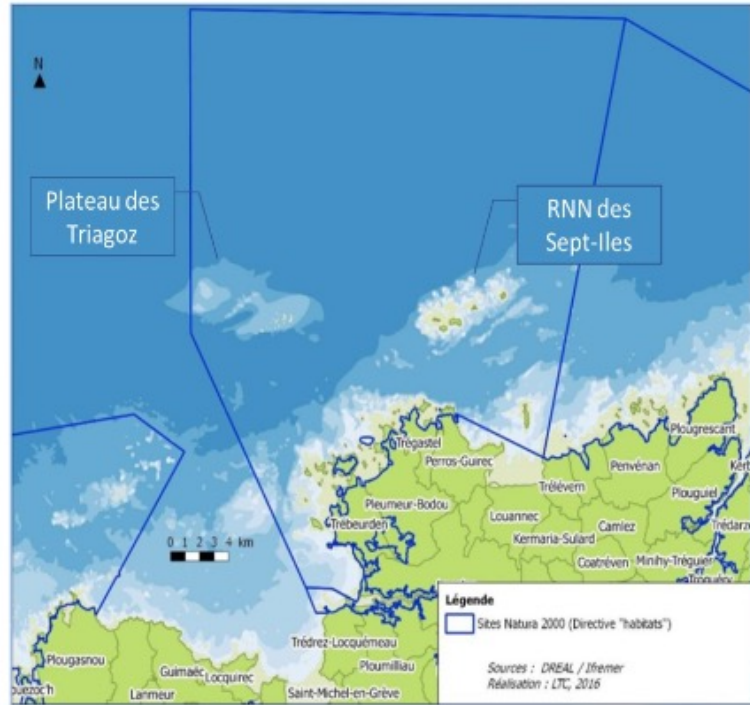 N
Plateau des
Triagoz
RNN des
Sept-Iles
Plougrescant
Trégastel
Perros-Guirec
Penvénan
Trélévern
Plouguiel
Pleumeur-Bodou
Louannec
Camlez
Trédarze
Trébeurden
Kermaria-Sulard
0 1 2 3 4 km
Coatréven
Minihy-Tréguier
Légende
Sites Natura 2000 (Directive "habitats")
Trédrez-Locquémeau
Plougasnou
Ploumilliau
Guimaëc
Locquirec
Sources : DREAL / Ifremer
Réalisation : LTC, 2016
Lanmeur
Saint-Michel-en-Grève